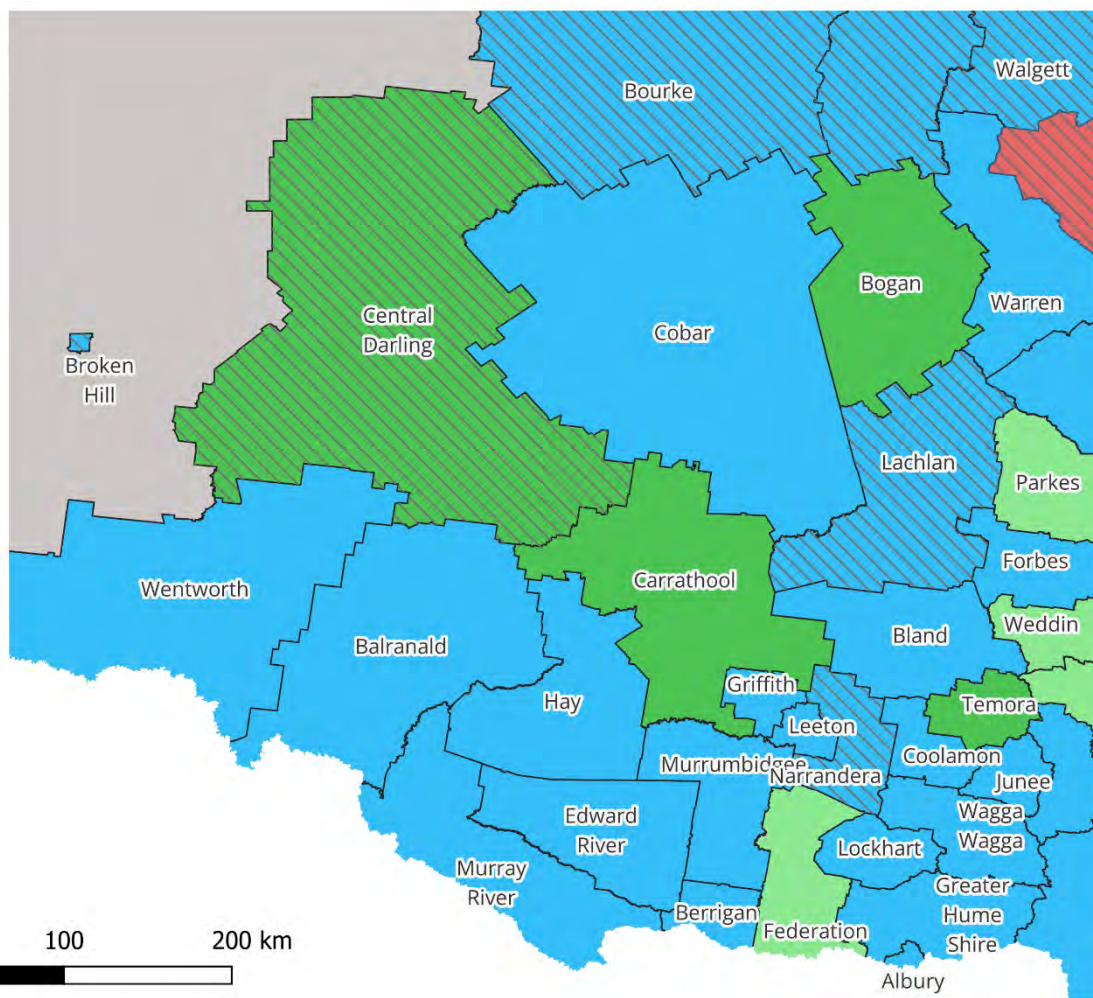 Walgett
Bourke
Bogan
Warren
Central
Darling
Cobar
Broken
Hill
Lachlan
Parkes
Forbes
Carrathool
Wentworth
Weddin
Bland
Balranald
Griffith
Hay
Temora
Leeton
Coolamon
Murrumbidgee
Narrandera
Junee
Edward
River
Wagga
Wagga
Lockhart
Murray
River
Greater
Hume
Shire
Berrigan
Federation
100 200 km
Albury